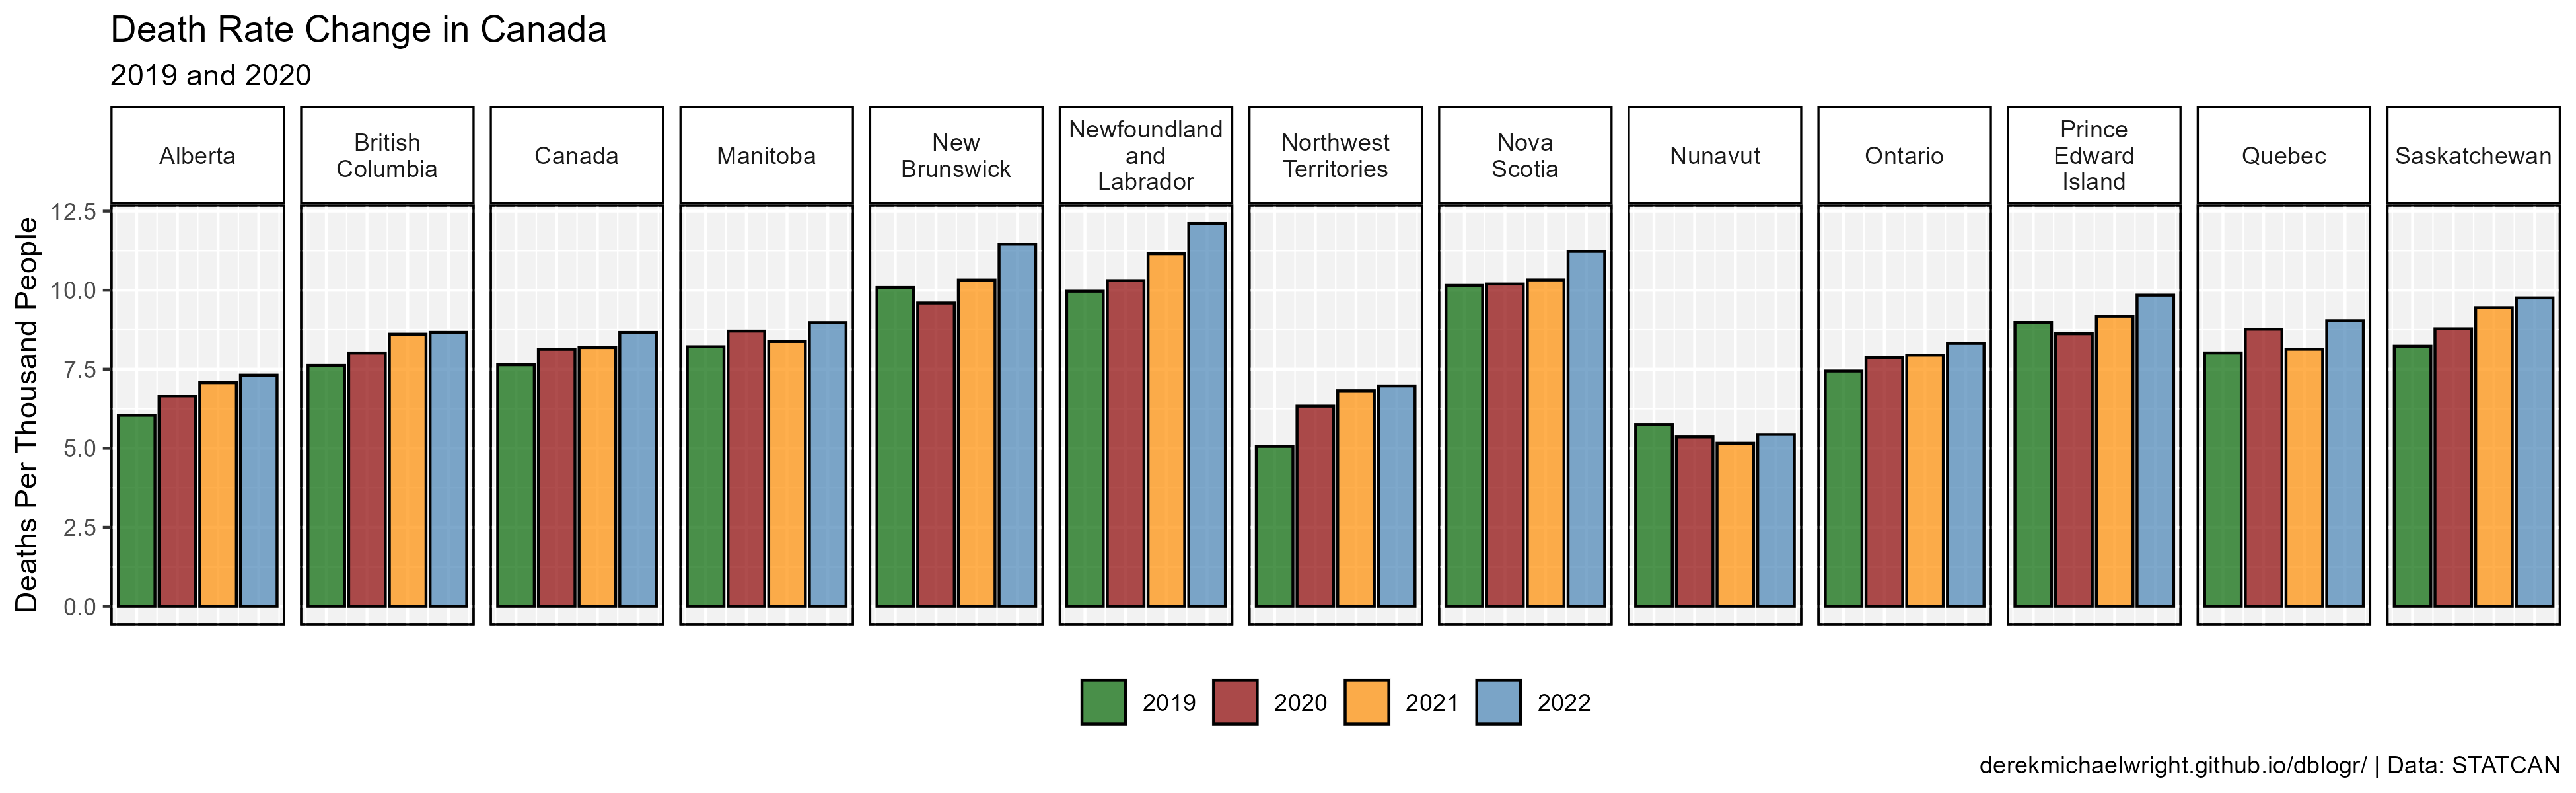 Death Rate Change in Canada
2019 and 2020
Alberta
British
Columbia
Canada
Manitoba
New
Brunswick
Newfoundland
and
Labrador
Northwest
Territories
Nova
Scotia
Nunavut
Ontario
Prince
Edward
Island
Quebec
Saskatchewan
Deaths Per Thousand People
12.5
10.0
7.5
5.0
2.5
0.0
2019
2020
2021
2022
derekmichaelwright.github.io/dblogr/ | Data: STATCAN